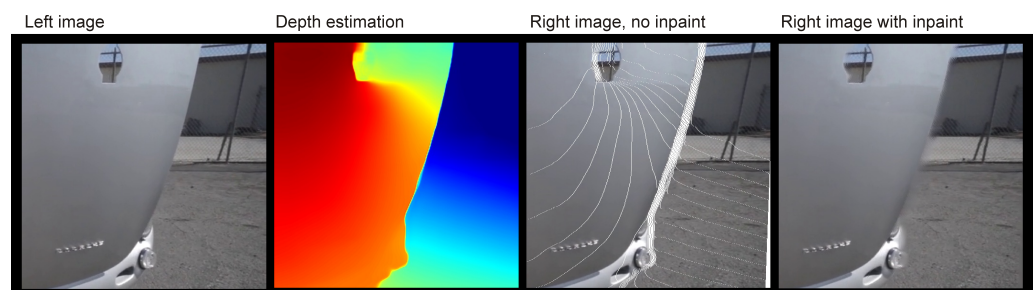 Left image
Depth estimation
Right image, no inpaint
Right image with inpaint